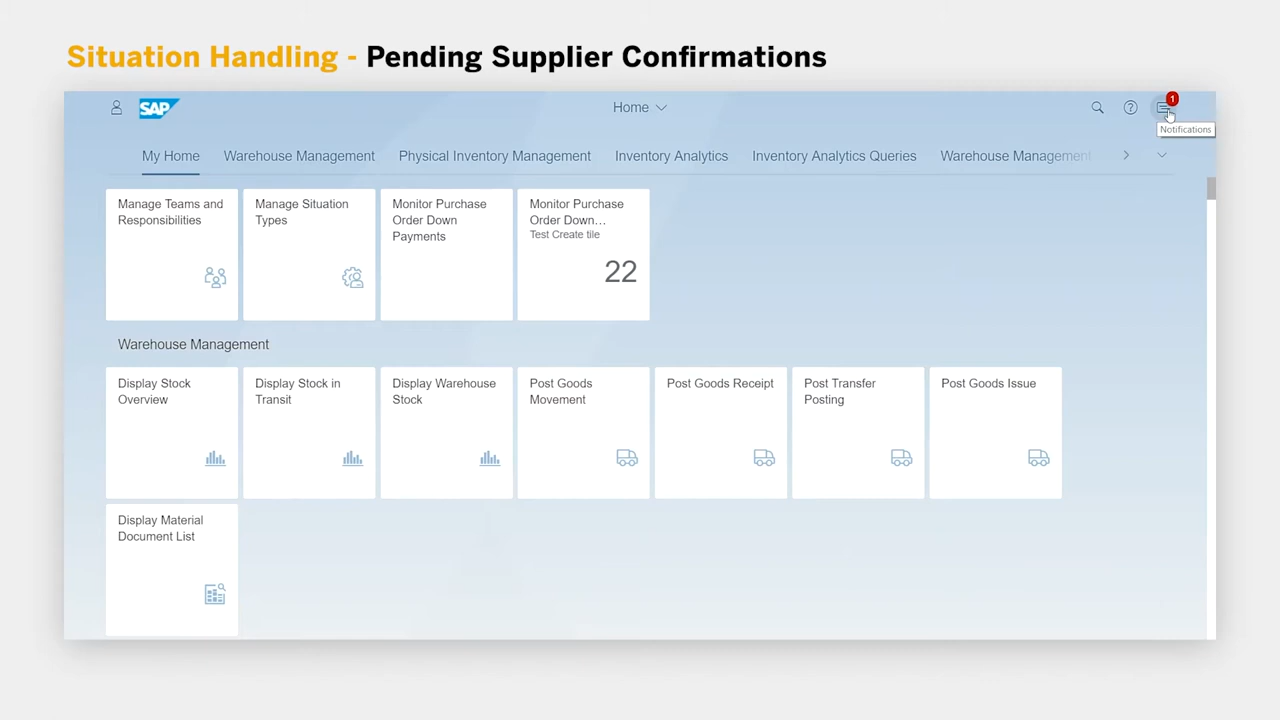 Situation Handling - Pending Supplier Confirmations
SAP
Home
1
Notifications
My Home
Warehouse Management
Physical Inventory Management
Inventory Analytics
Inventory Analytics Queries
Warehouse Management
Manage Teams and
Responsibilities
Manage Situation
Types
Monitor Purchase
Order Down
Payments
Monitor Purchase
Order Down…
Test Create tile
22
Warehouse Management
Display Stock
Overview
Display Stock in
Transit
Display Warehouse
Stock
Post Goods
Movement
Post Goods Receipt
Post Transfer
Posting
Post Goods Issue
Display Material
Document List